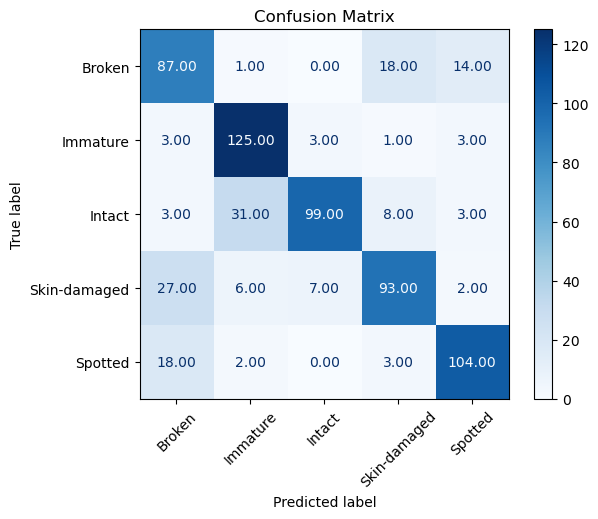 Confusion Matrix
Broken 87.00 1.00 0.00 18.00 14.00
Immature 3.00 125.00 3.00 1.00 3.00
Intact 3.00 31.00 99.00 8.00 3.00
Skin-damaged 27.00 6.00 7.00 93.00 2.00
Spotted 18.00 2.00 0.00 3.00 104.00
True label
Broken Immature Intact Skin-damaged Spotted
Predicted label
120
100
80
60
40
20
0